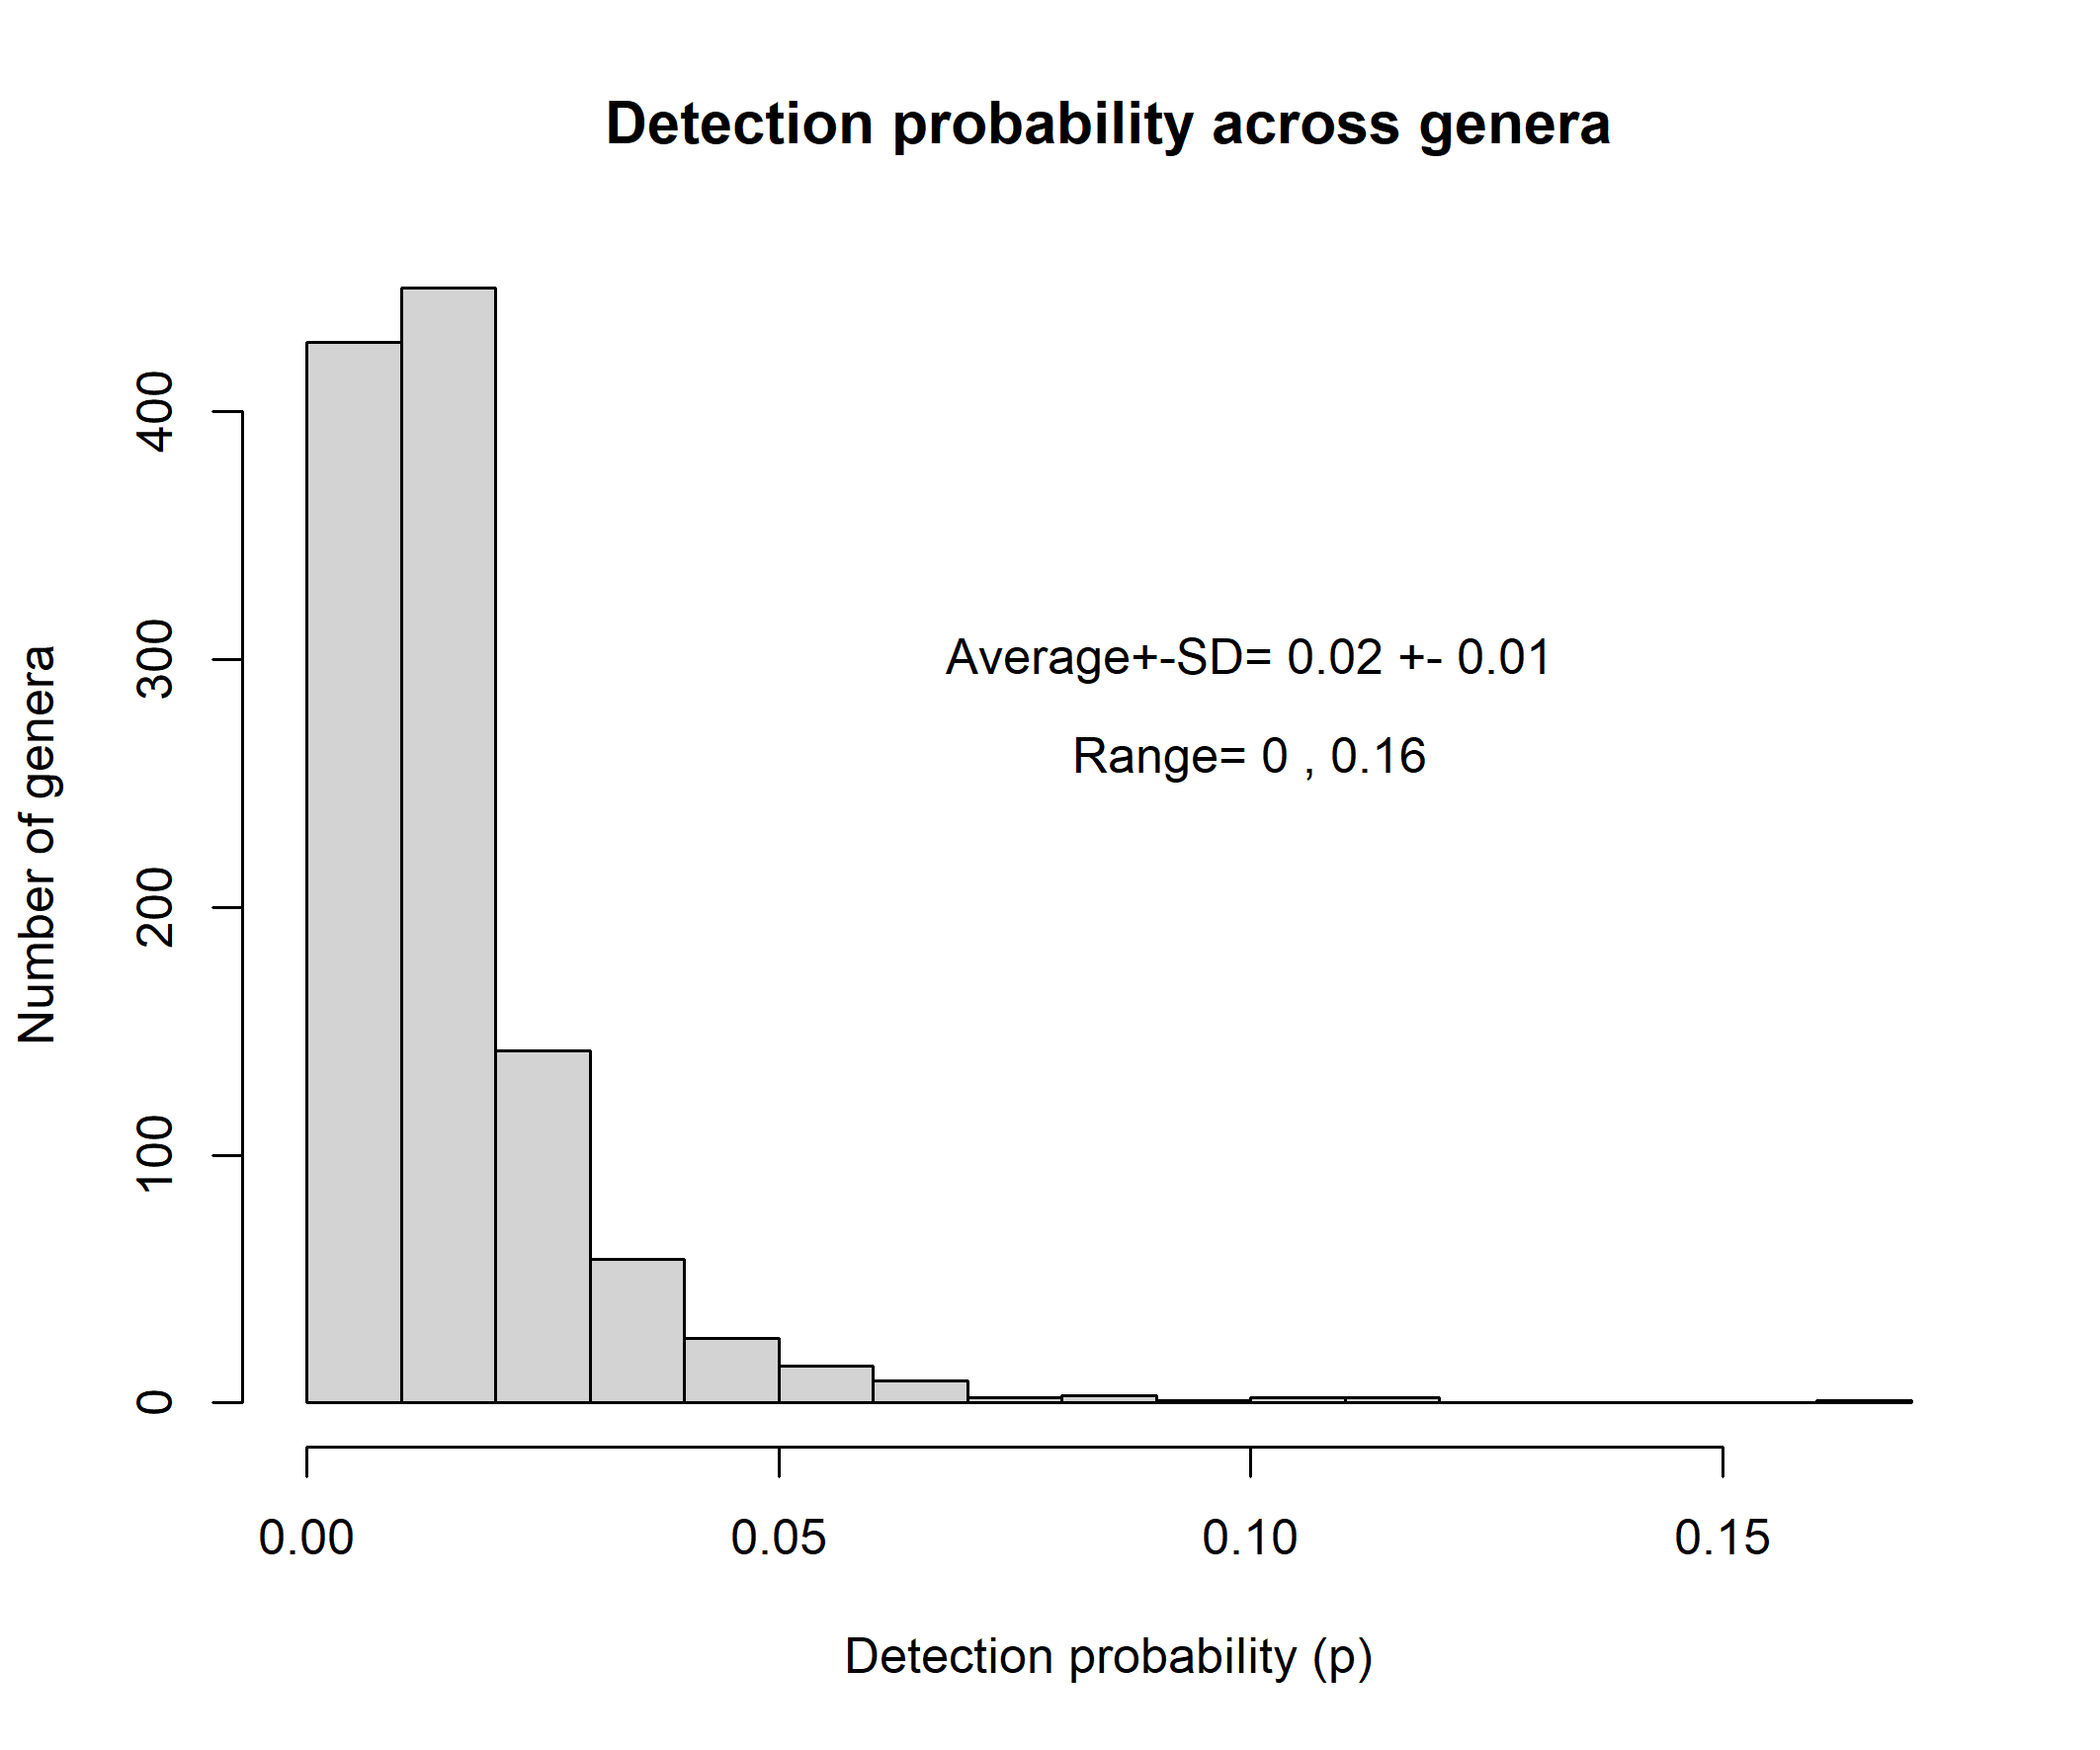 Detection probability across genera
Number of genera
400
300
200
100
0
Average+-SD= 0.02 +- 0.01
Range= 0 , 0.16
0.00 0.05 0.10 0.15
Detection probability (p)